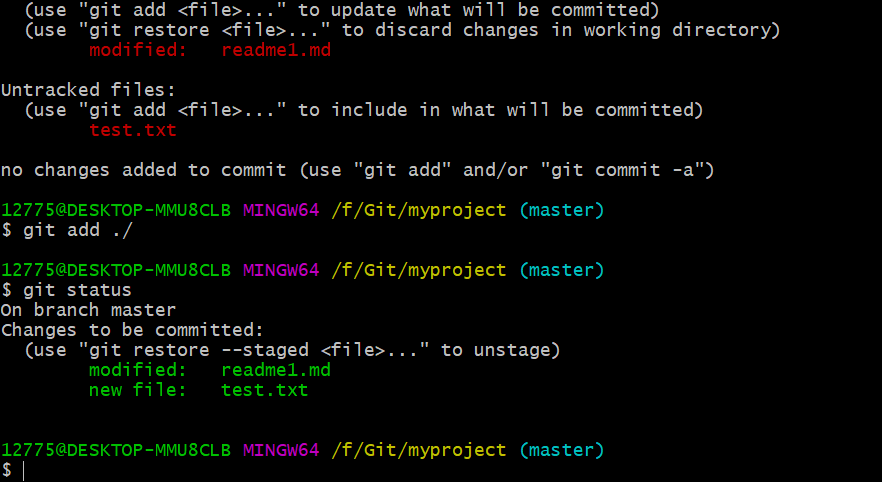 (use "git add <file>..." to update what will be committed)
(use "git restore <file>..." to discard changes in working directory)
modified:   readme1.md
Untracked files:
(use "git add <file>..." to include in what will be committed)
test.txt
no changes added to commit (use "git add" and/or "git commit -a")
12775@DESKTOP-MMU8CLB MINGW64 /f/Git/myproject (master)
$ git add ./
12775@DESKTOP-MMU8CLB MINGW64 /f/Git/myproject (master)
$ git status
On branch master
Changes to be committed:
(use "git restore --staged <file>..." to unstage)
modified:   readme1.md
new file:   test.txt
12775@DESKTOP-MMU8CLB MINGW64 /f/Git/myproject (master)
$